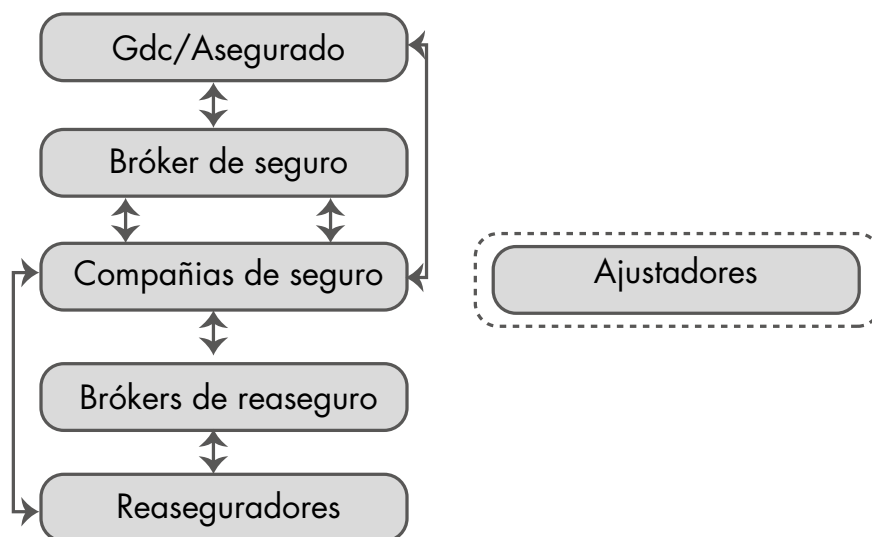 Gdc/Asegurado
Bróker de seguro
Compañias de seguro
Ajustadores
Brókers de reaseguro
Reaseguradores